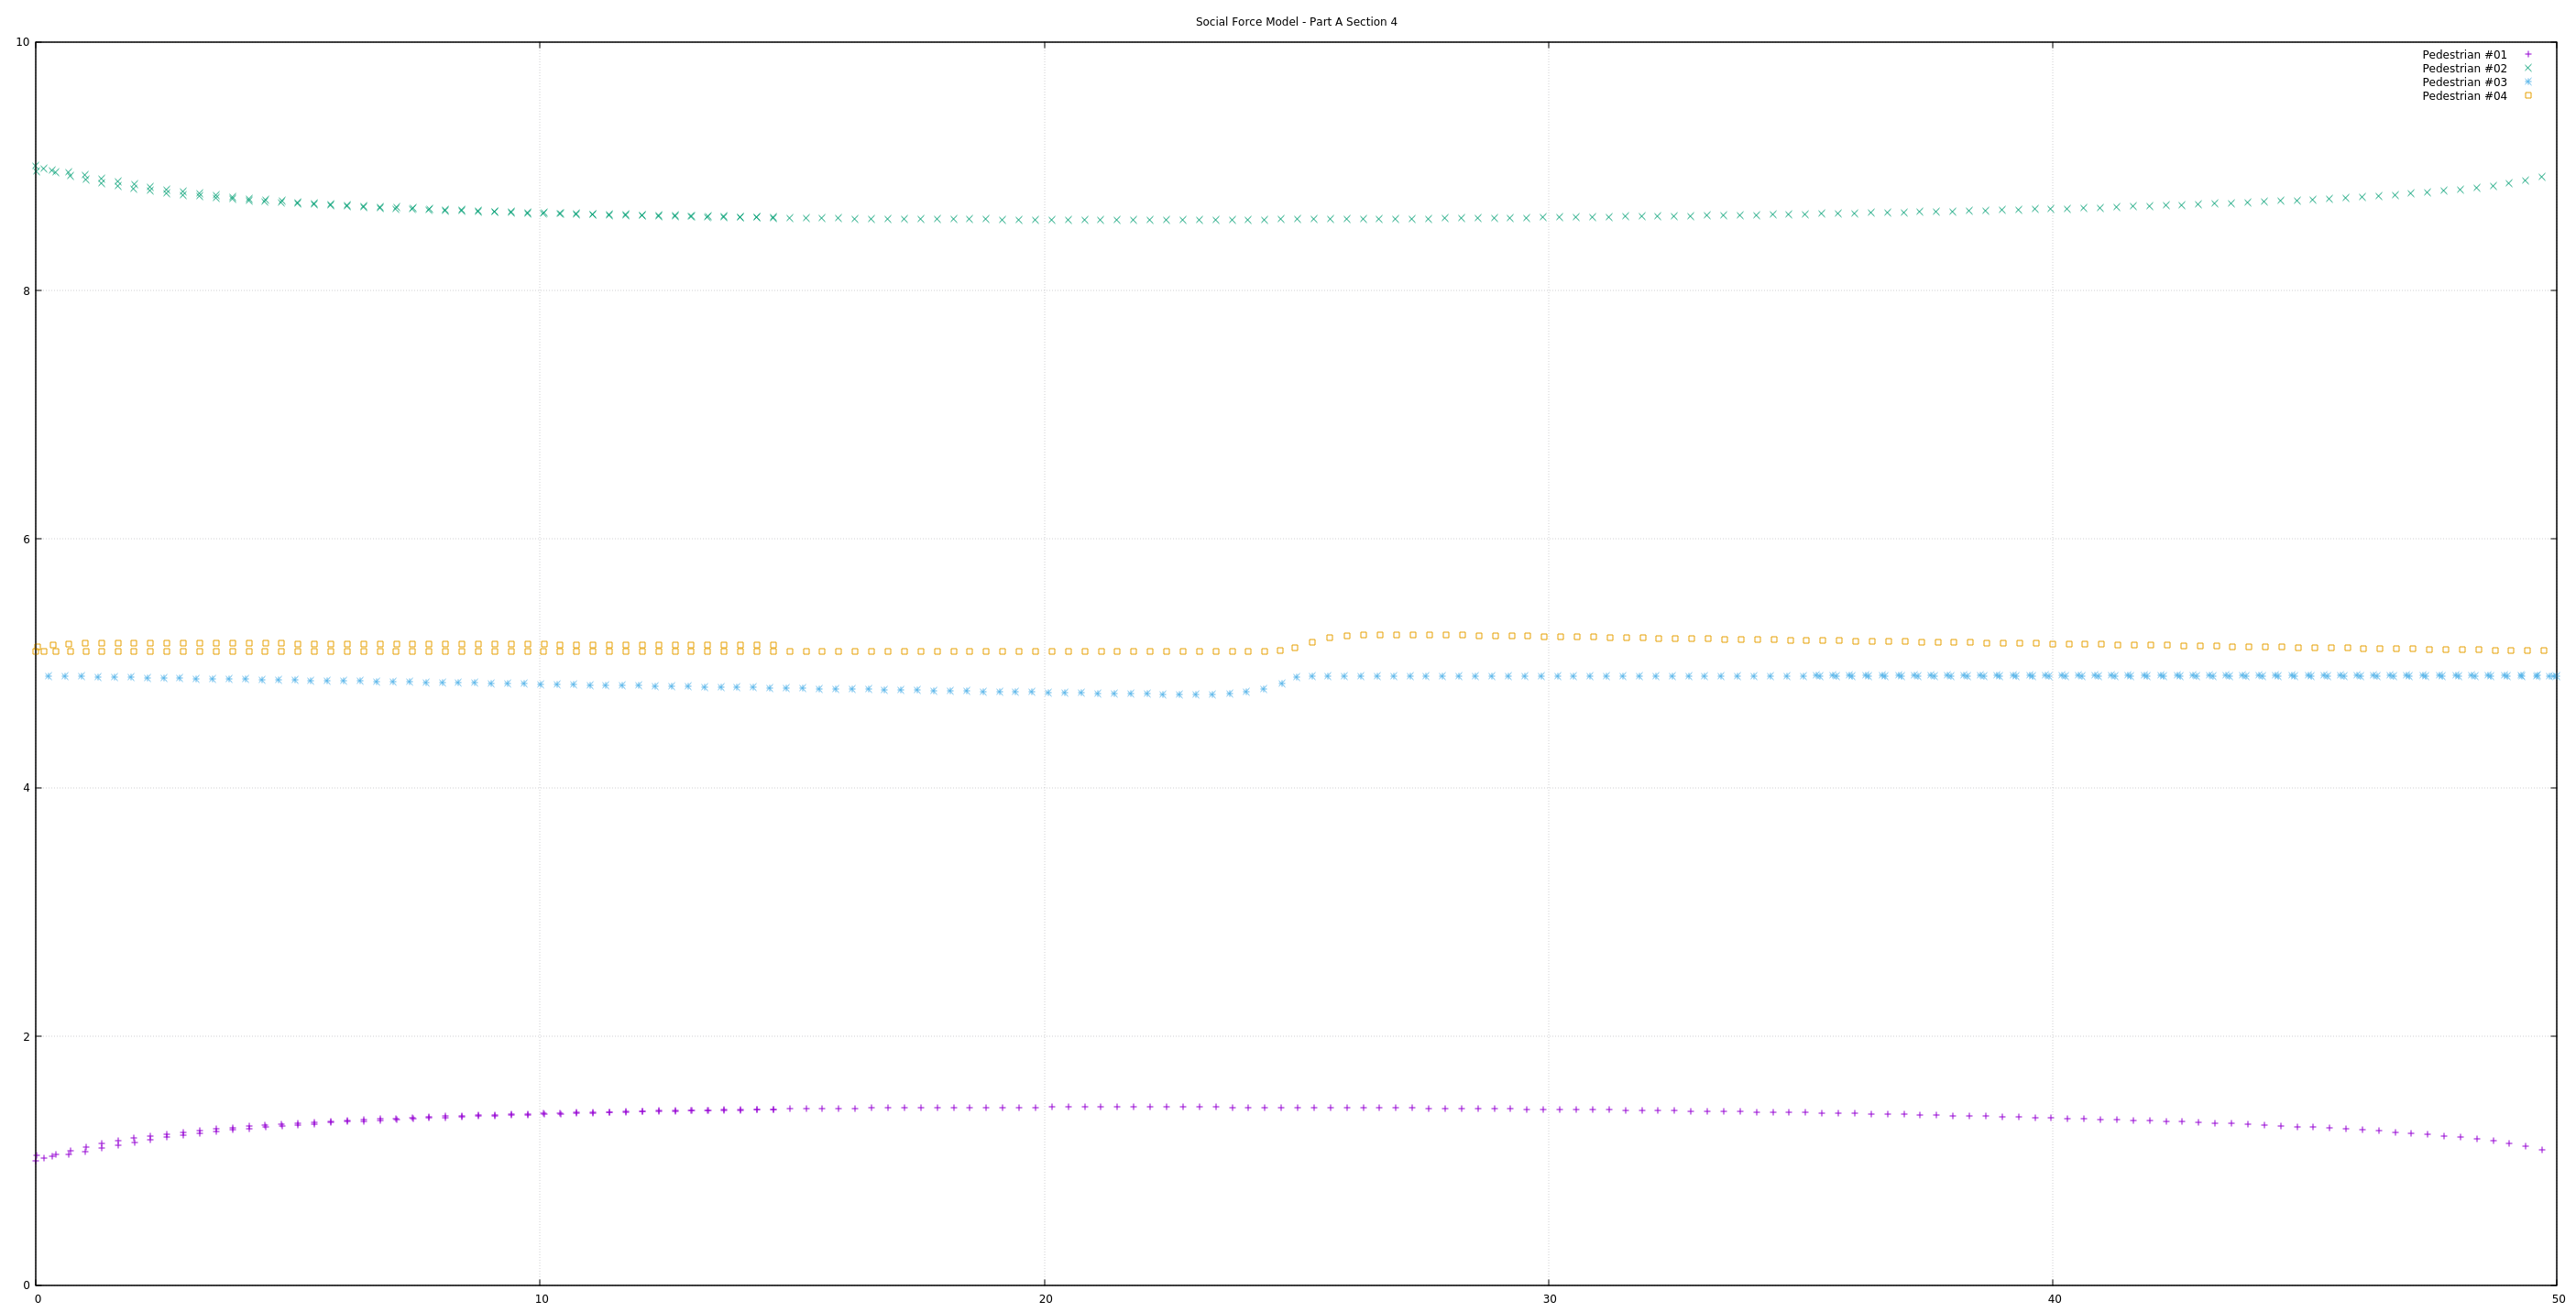 Social Force Model - Part A Section 4
10
Pedestrian #01
Pedestrian #02
Pedestrian #03
Pedestrian #04
8
6
4
2
0
0 10 20 30 40 50